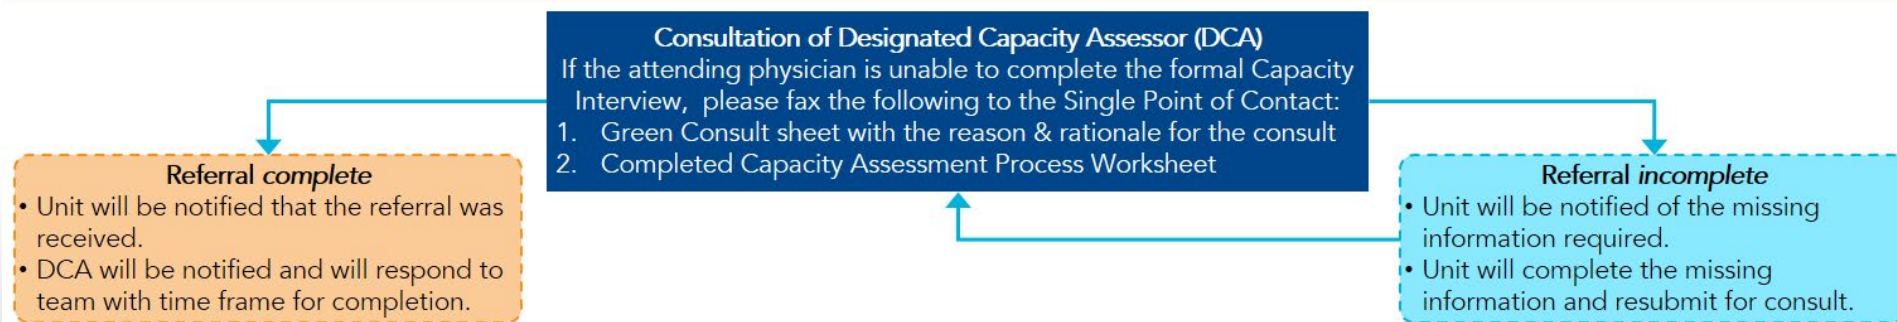 Consultation of Designated Capacity Assessor (DCA)
If the attending physician is unable to complete the formal Capacity
Interview, please fax the following to the Single Point of Contact:
1. Green Consult sheet with the reason & rationale for the consult
2. Completed Capacity Assessment Process Worksheet
Referral complete
• Unit will be notified that the referral was
received.
• DCA will be notified and will respond to
team with time frame for completion.
Referral incomplete
• Unit will be notified of the missing
information required.
• Unit will complete the missing
information and resubmit for consult.